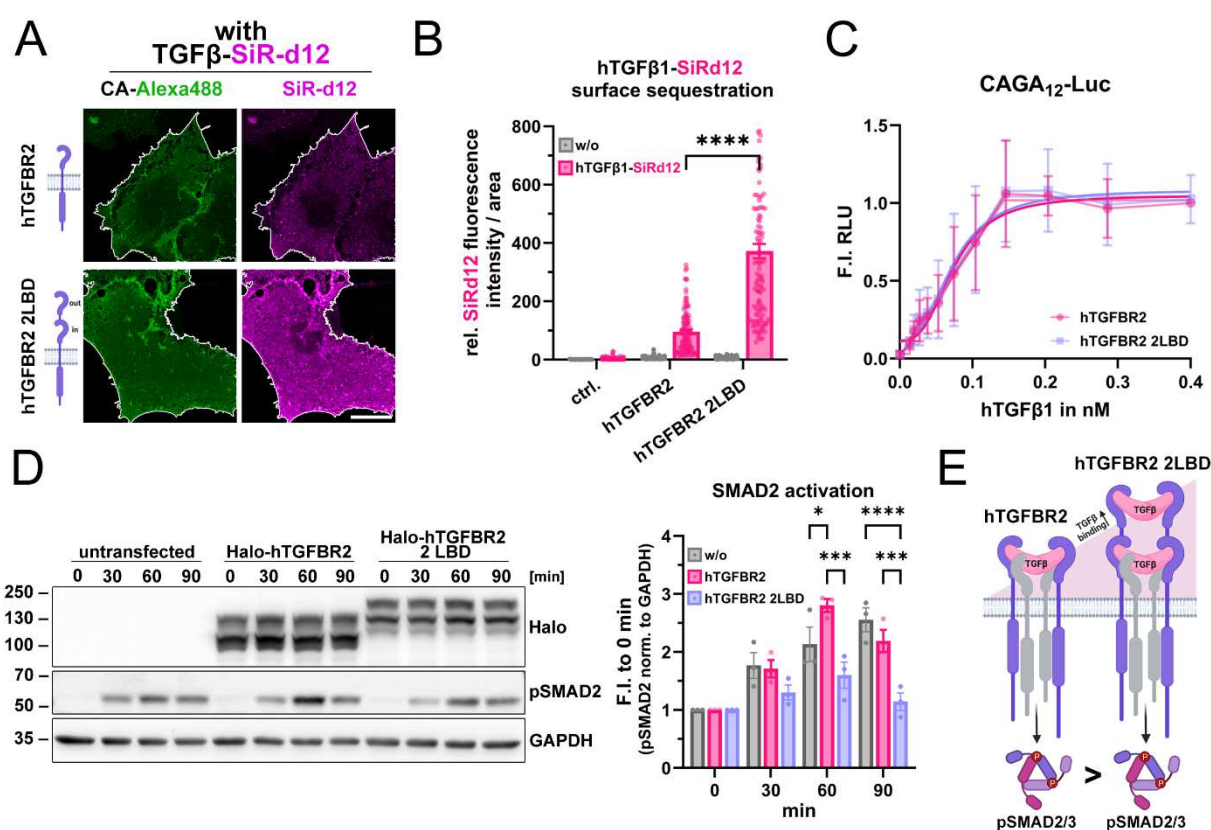 A
with
TGFβ-SiR-d12
CA-Alexa488 SiR-d12
hTGFBR2
hTGFBR2 2LBD
out
in
B
hTGFβ1-SiRd12
surface sequestration
rel. SiRd12 fluorescence
intensity / area
800
600
400
200
0
w/o
hTGFβ1-SiRd12
****
ctrl.
hTGFBR2
hTGFBR2 2LBD
C
CAGA₁₂-Luc
F.I. RLU
1.5
1.0
0.5
0.0
hTGFBR2
hTGFBR2 2LBD
0.0 0.1 0.2 0.3 0.4
hTGFβ1 in nM
D
untransfected Halo-hTGFBR2 Halo-hTGFBR2
2 LBD
0 30 60 90 0 30 60 90 0 30 60 90 [min]
250
130
100
Halo
70
50
pSMAD2
35
GAPDH
SMAD2 activation
F.I. to 0 min
(pSMAD2 norm. to GAPDH)
4
3
2
1
0
w/o
hTGFBR2
hTGFBR2 2LBD
* ****
*** ***
0 30 60 90
min
E
hTGFBR2 2LBD
hTGFBR2
TGFβ
binding↑
TGFβ
TGFβ
TGFβ
P
P
>
P
P
pSMAD2/3 pSMAD2/3